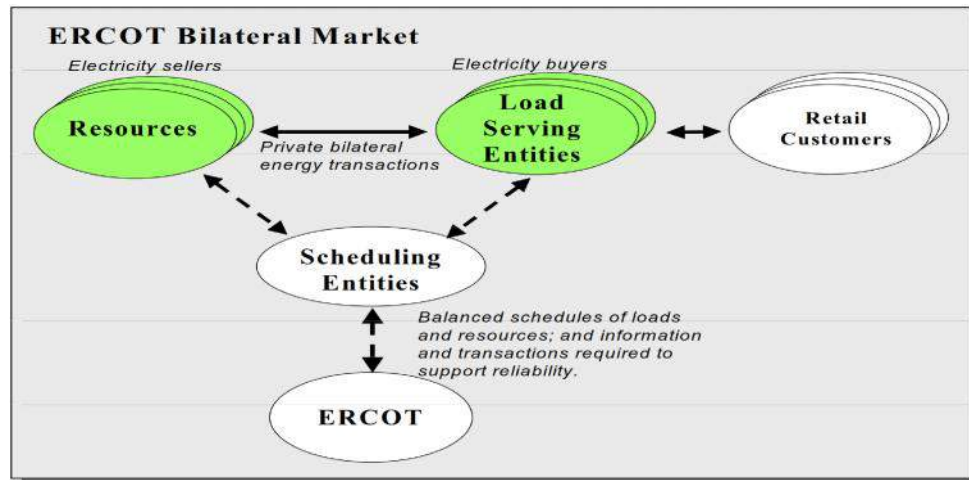 ERCOT Bilateral Market
Electricity sellers
Electricity buyers
Resources
Load
Serving
Entities
Retail
Customers
Private bilateral
energy transactions
Scheduling
Entities
Balanced schedules of loads
and resources; and information
and transactions required to
support reliability.
ERCOT